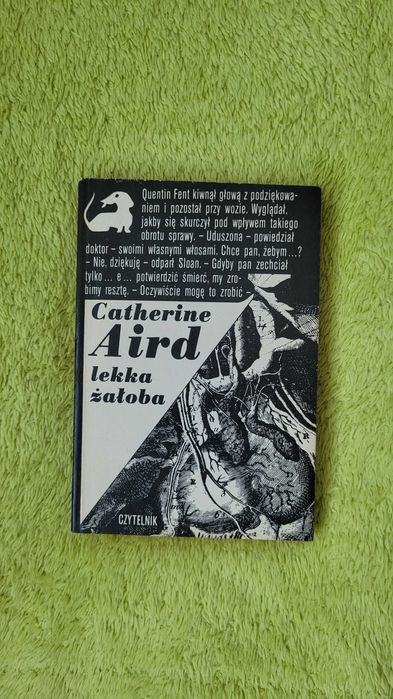 Quentin Fent kiwnął głową z podziękowa-
niem i pozostał przy wozie. Wyglądał,
jakby się skurczył pod wpływem takiego
obrotu sprawy. – Uduszona – powiedział
doktor – swoimi własnymi włosami. Chce pan, żebym...?
– Nie, dziękuję – odparł Sloan. – Gdyby pan zechciał
tylko... e... potwierdzić śmierć, my zro-
bimy resztę. – Oczywiście mogę to zrobić –
Catherine
Aird
lekka
żałoba
CZYTELNIK